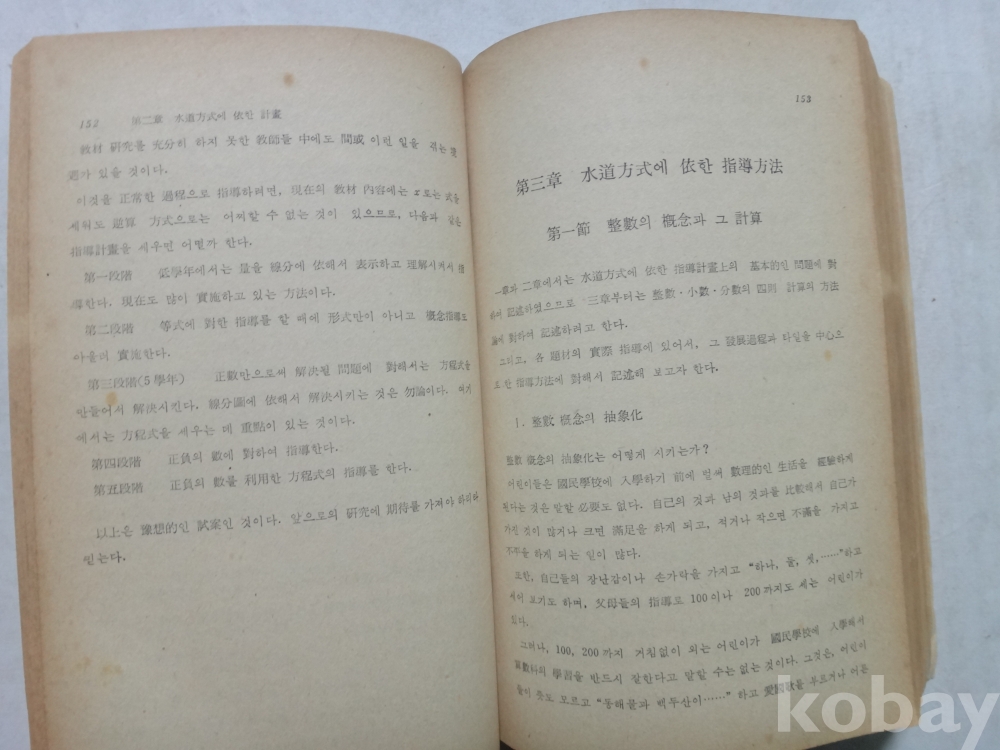 152 第二章 水道方式에 依한 計畫
敎材 硏究를 充分히 하지 못한 敎師들 中에도 間或 이런 일을 겪는
過가 있을 것이다.
이것을 正常한 過程으로 指導하려면, 現在의 敎材 內容에는 x로는 式을
세워도 逆算 方式으로는 어찌할 수 없는 것이 있으므로, 다음과 같은
指導計畫을 세우면 어떨까 한다.
第一段階 低學年에서는 量을 線分에 依해서 表示하고 理解시켜서 指
導한다. 現在도 많이 實施하고 있는 方法이다.
第二段階 等式에 對한 指導를 할 때에 形式만이 아니고 槪念指導도
아울러 實施한다.
第三段階(5學年) 正數만으로써 解決될 問題에 對해서는 方程式을
만들어서 解決시킨다. 線分圖에 依해서 解決시키는 것은 勿論이다. 여기
에서는 方程式을 세우는 데 重點이 있는 것이다.
第四段階 正負의 數에 對하여 指導한다.
第五段階 正負의 數를 利用한 方程式의 指導를 한다.
以上은 豫想的인 試案인 것이다. 앞으로의 硏究에 期待를 가져야 하리라
믿는다.
153
第三章 水道方式에 依한 指導方法
第一節 整數의 槪念과 그 計算
一章과 二章에서는 水道方式에 依한 指導計畫上의 基本的인 問題에 對
하여 記述하였으므로 三章부터는 整數·小數·分數의 四則 計算의 方法
論에 對하여 記述하려고 한다.
그리고, 各 題材의 實際 指導에 있어서, 그 發展過程과 타일을 中心으
로 한 指導方法에 對해서 記述해 보고자 한다.
1. 整數 槪念의 抽象化
整數 槪念의 抽象化는 어떻게 시키는가?
어린이들은 國民學校에 入學하기 前에 벌써 數理的인 生活을 經驗하게
된다는 것은 말할 必要도 없다. 自己의 것과 남의 것과를 比較해서 自己가
가진 것이 많거나 크면 滿足을 하게 되고, 적거나 작으면 不滿을 가지고
不平을 하게 되는 일이 많다.
또한, 自己들의 장난감이나 손가락을 가지고 “하나, 둘, 셋,……”하고
세어 보기도 하며, 父母들의 指導로 100이나 200까지도 세는 어린이가
있다.
그러나, 100, 200까지 거침없이 외는 어린이가 國民學校에 入學해서
算數科의 學習을 반드시 잘한다고 말할 수는 없는 것이다. 그것은, 어린이
들이 뜻도 모르고 “동해물과 백두산이……” 하고 愛國歌를 부르거나 어른
kobay